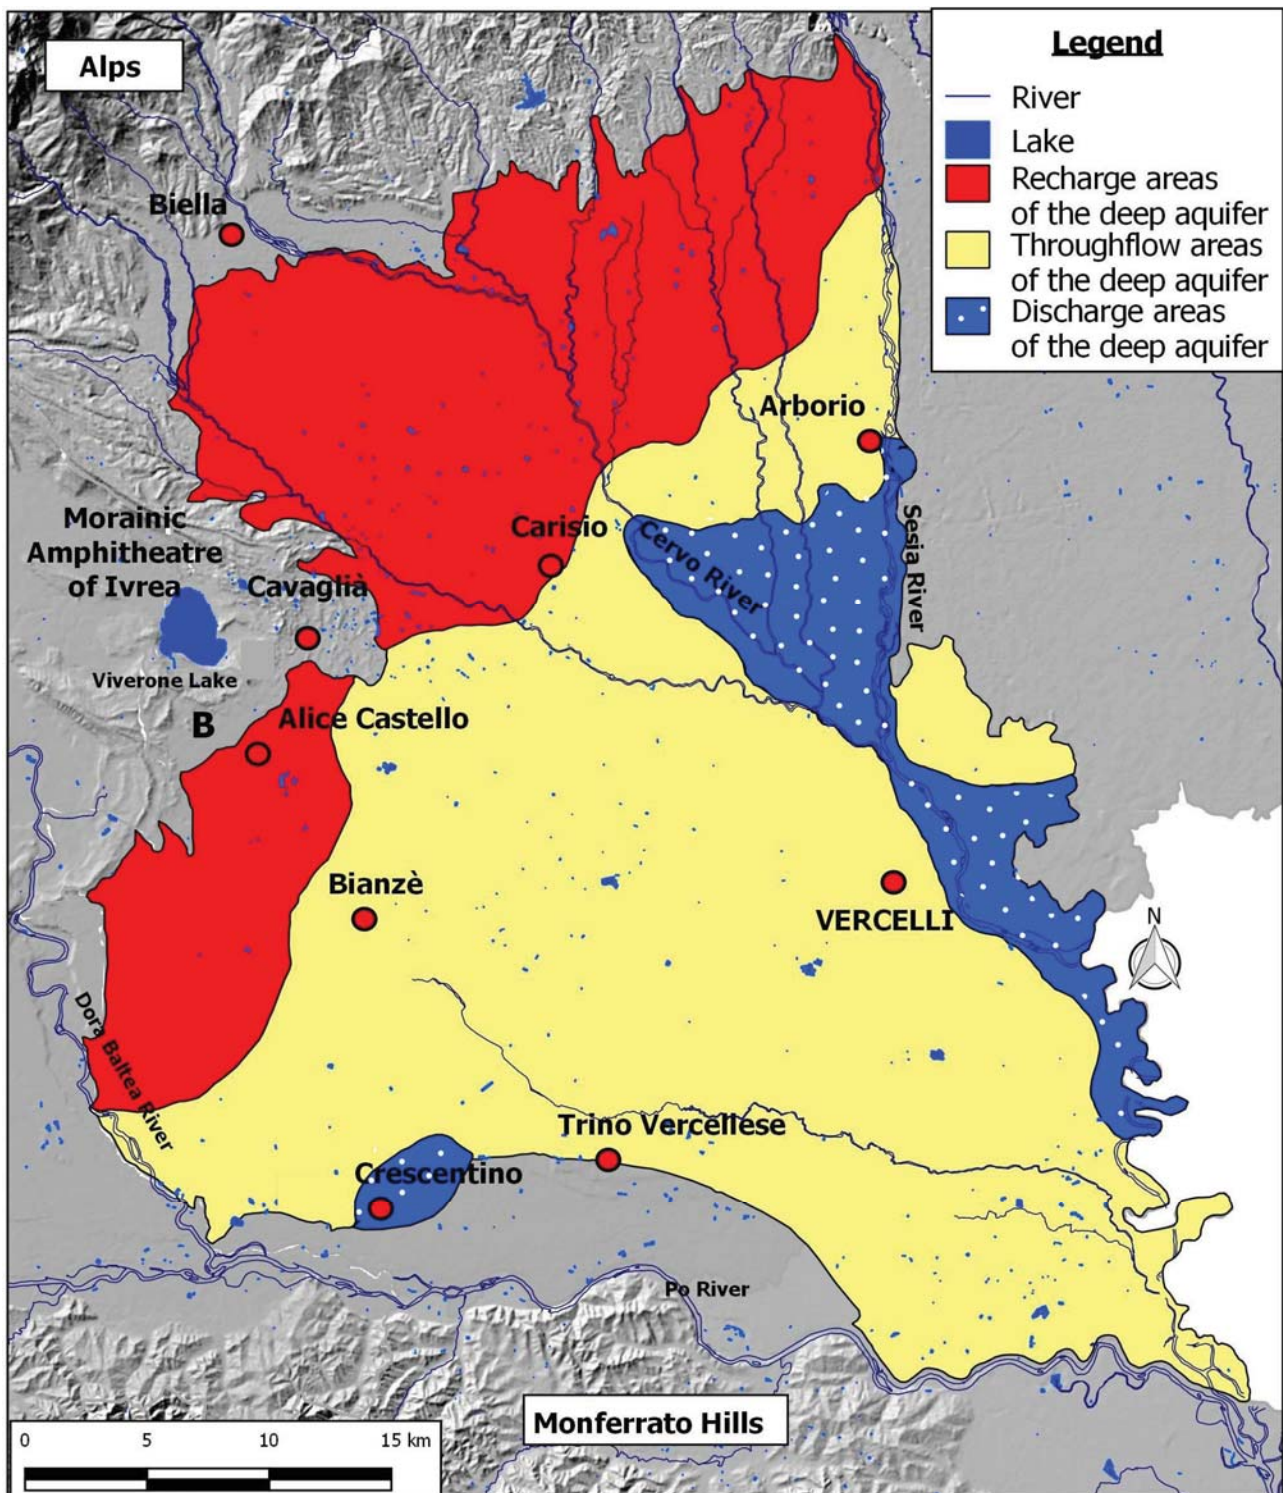 Alps
Legend
River
Lake
Recharge areas
of the deep aquifer
Throughflow areas
of the deep aquifer
Discharge areas
of the deep aquifer
Biella
Arborio
Morainic
Amphitheatre
of Ivrea
Cavaglià
Carisio
Cervo River
Sesia River
Viverone Lake
B
Alice Castello
Bianzè
VERCELLI
N
Dora Baltea River
Trino Vercellese
Crescentino
Po River
Monferrato Hills
0 5 10 15 km